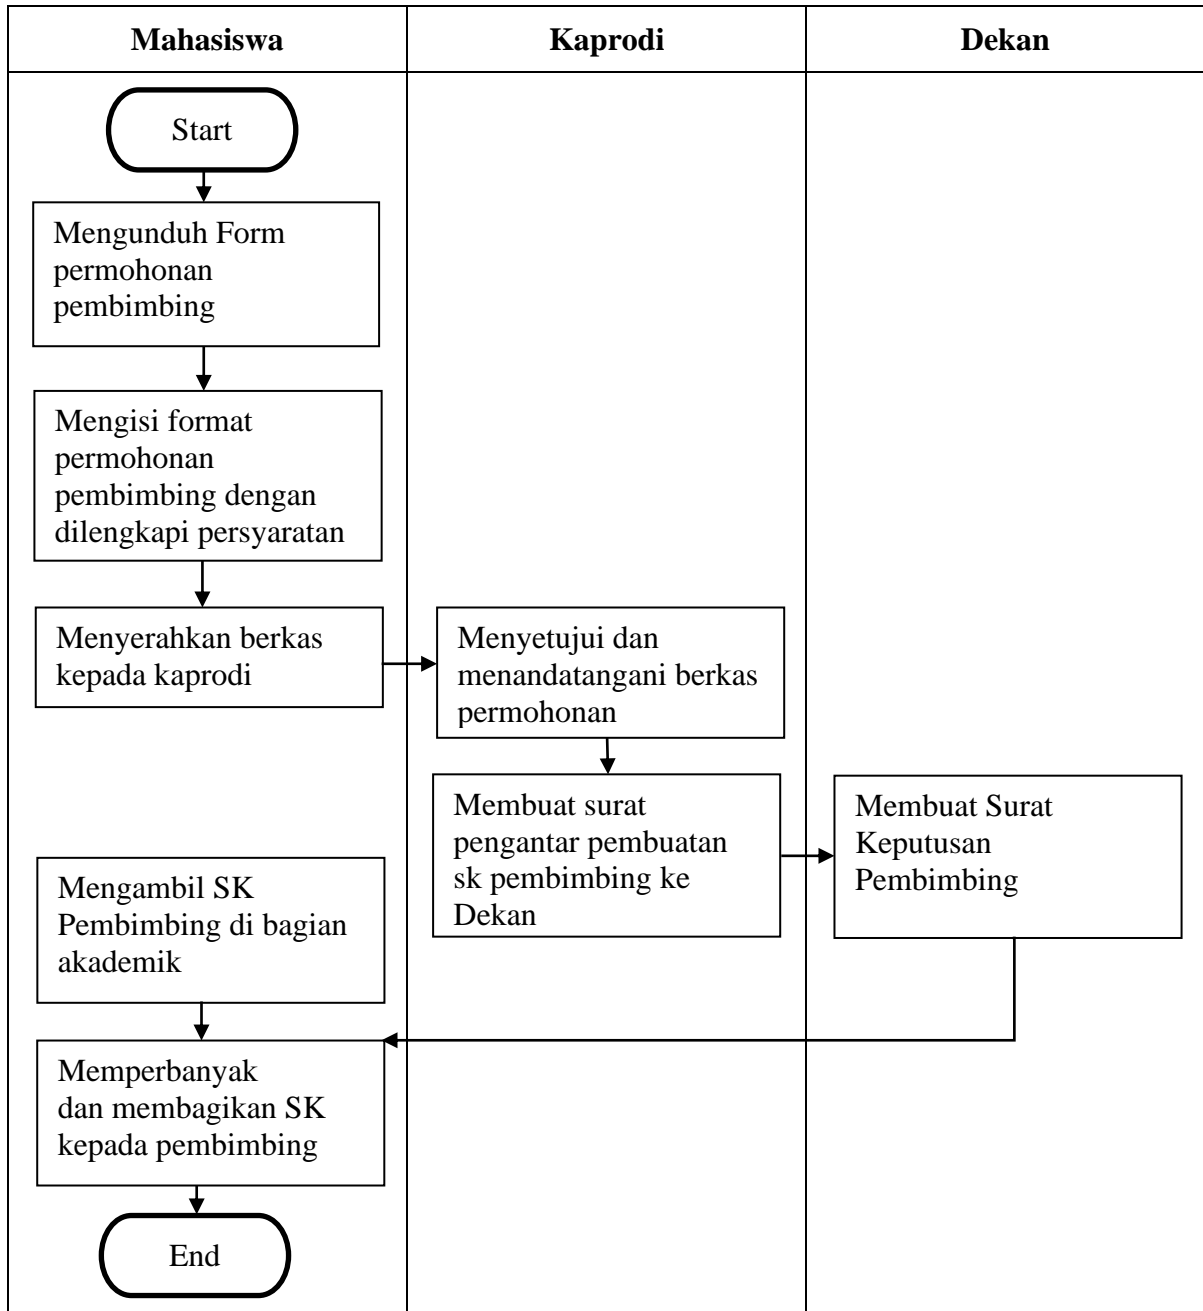 Mahasiswa
Kaprodi
Dekan
Start
Mengunduh Form
permohonan
pembimbing
Mengisi format
permohonan
pembimbing dengan
dilengkapi persyaratan
Menyerahkan berkas
kepada kaprodi
Menyetujui dan
menandatangani berkas
permohonan
Membuat surat
pengantar pembuatan
sk pembimbing ke
Dekan
Membuat Surat
Keputusan
Pembimbing
Mengambil SK
Pembimbing di bagian
akademik
Memperbanyak
dan membagikan SK
kepada pembimbing
End